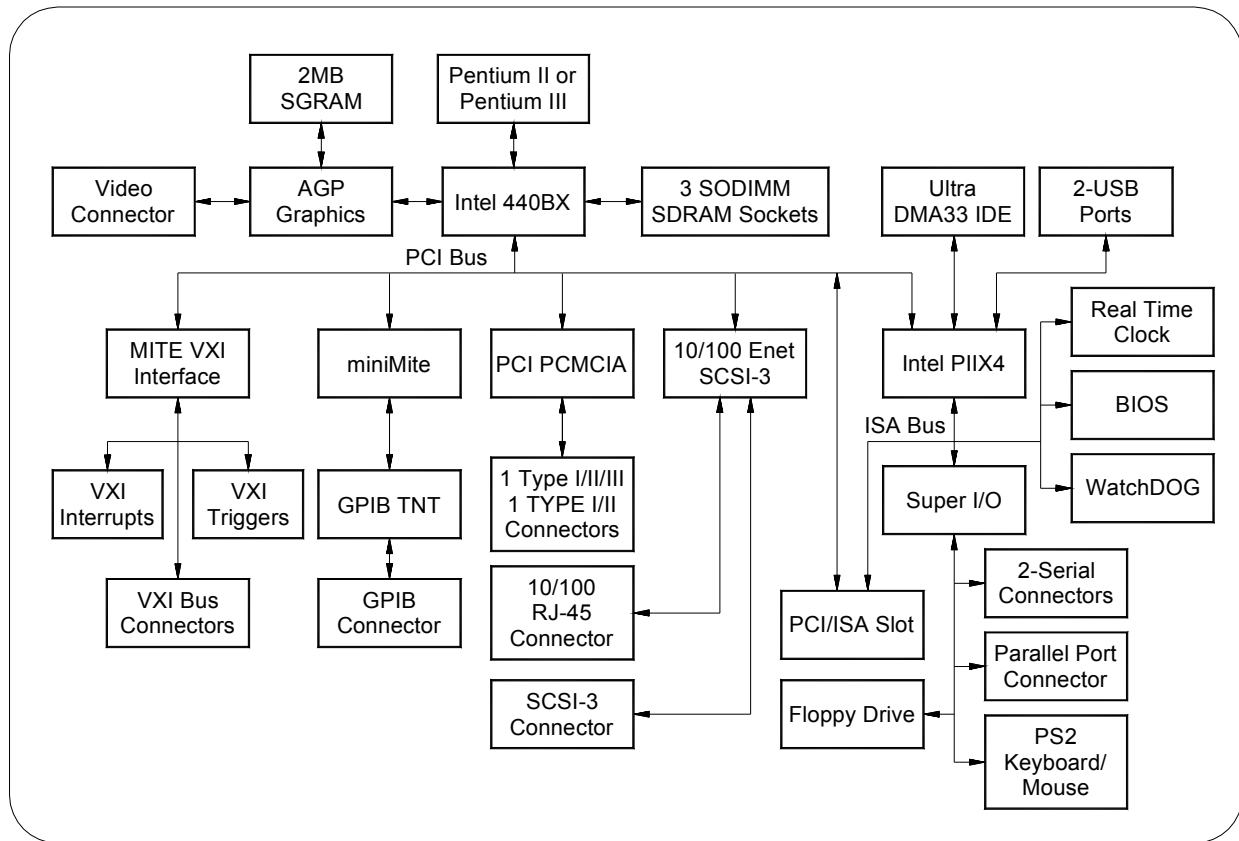 2MB
SGRAM
Pentium II or
Pentium III
Video
Connector
AGP
Graphics
Intel 440BX
3 SODIMM
SDRAM Sockets
Ultra
DMA33 IDE
2-USB
Ports
PCI Bus
MITE VXI
Interface
miniMite
PCI PCMCIA
10/100 Enet
SCSI-3
Intel PIIX4
Real Time
Clock
BIOS
ISA Bus
WatchDOG
VXI
Interrupts
VXI
Triggers
GPIB TNT
1 Type I/II/III
1 TYPE I/II
Connectors
Super I/O
VXI Bus
Connectors
GPIB
Connector
10/100
RJ-45
Connector
PCI/ISA Slot
2-Serial
Connectors
Parallel Port
Connector
SCSI-3
Connector
Floppy Drive
PS2
Keyboard/
Mouse